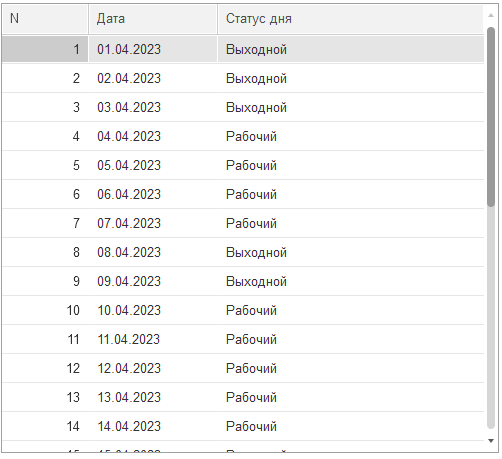 N Дата Статус дня
1 01.04.2023 Выходной
2 02.04.2023 Выходной
3 03.04.2023 Выходной
4 04.04.2023 Рабочий
5 05.04.2023 Рабочий
6 06.04.2023 Рабочий
7 07.04.2023 Рабочий
8 08.04.2023 Выходной
9 09.04.2023 Выходной
10 10.04.2023 Рабочий
11 11.04.2023 Рабочий
12 12.04.2023 Рабочий
13 13.04.2023 Рабочий
14 14.04.2023 Рабочий